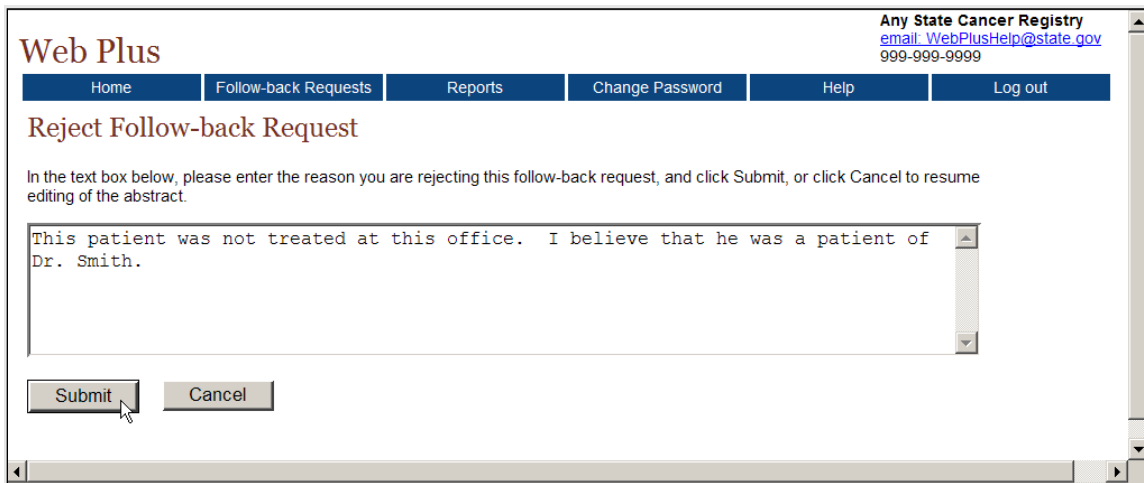 Any State Cancer Registry
Web Plus
email: WebPlusHelp@state.gov
999-999-9999
Home Follow-back Requests Reports Change Password Help Log out
Reject Follow-back Request
In the text box below, please enter the reason you are rejecting this follow-back request, and click Submit, or click Cancel to resume
editing of the abstract.
This patient was not treated at this office.  I believe that he was a patient of
Dr. Smith.
Submit Cancel